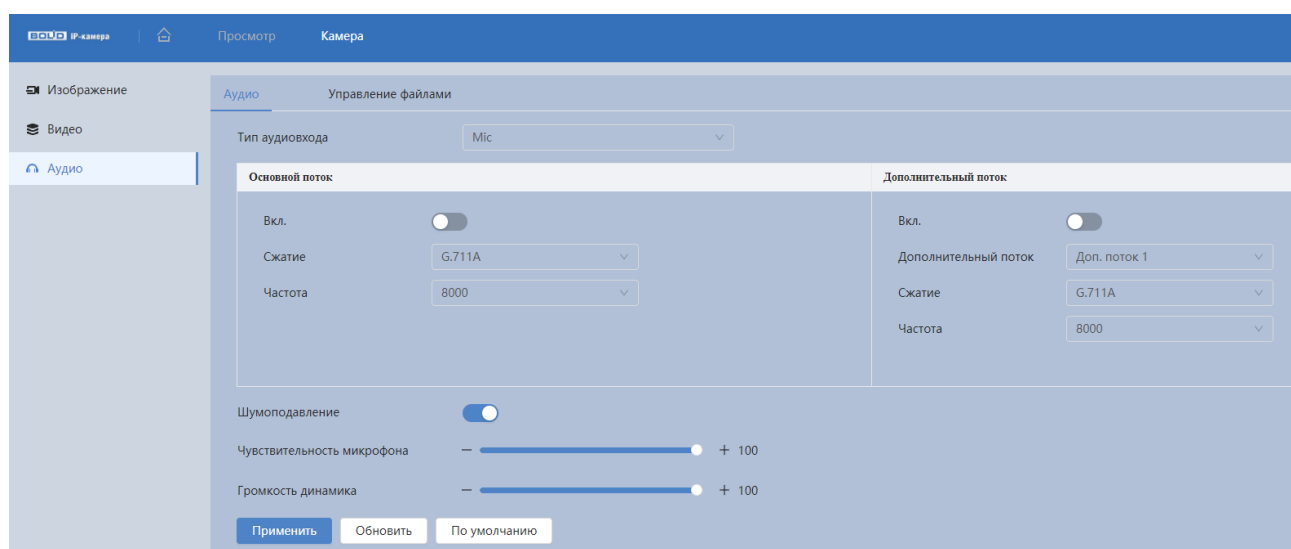 BOLID IP-камера Просмотр Камера
Изображение
Видео
Аудио
Аудио Управление файлами
Тип аудиовхода Mic
Основной поток Дополнительный поток
Вкл. Вкл.
Сжатие G.711A Дополнительный поток Доп. поток 1
Частота 8000 Сжатие G.711A
Частота 8000
Шумоподавление
Чувствительность микрофона − + 100
Громкость динамика − + 100
Применить Обновить По умолчанию